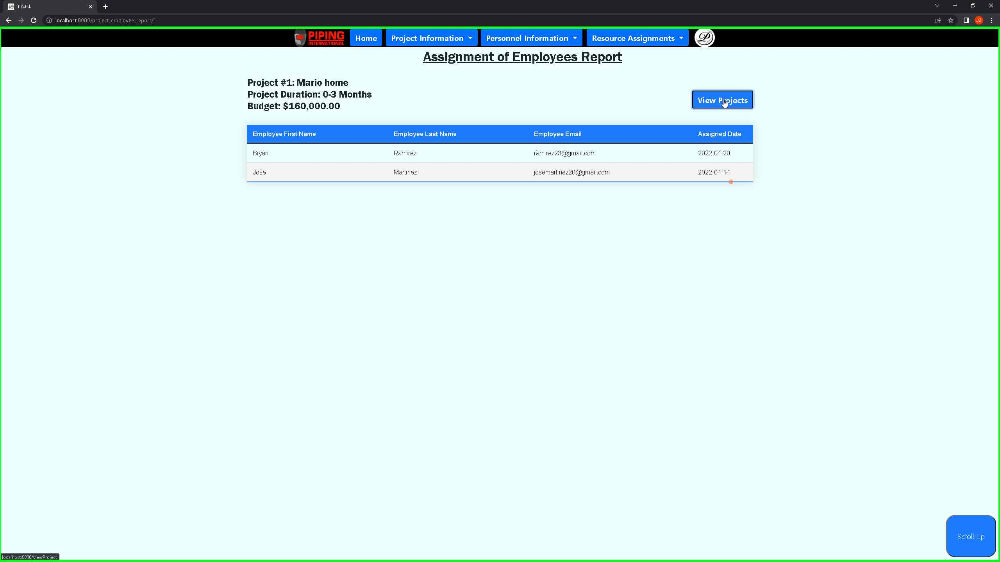 T.A.P.I.
localhost:8080/project_employee_report/1
JZ
PIPING
INTERNATIONAL
Home
Project Information
Personnel Information
Resource Assignments
Assignment of Employees Report
Project #1: Mario home
Project Duration: 0-3 Months
Budget: $160,000.00
View Projects
Employee First Name Employee Last Name Employee Email Assigned Date
Bryan Ramirez ramirez23@gmail.com 2022-04-20
Jose Martinez josemartinez20@gmail.com 2022-04-14
Scroll Up
localhost:8080/viewProject